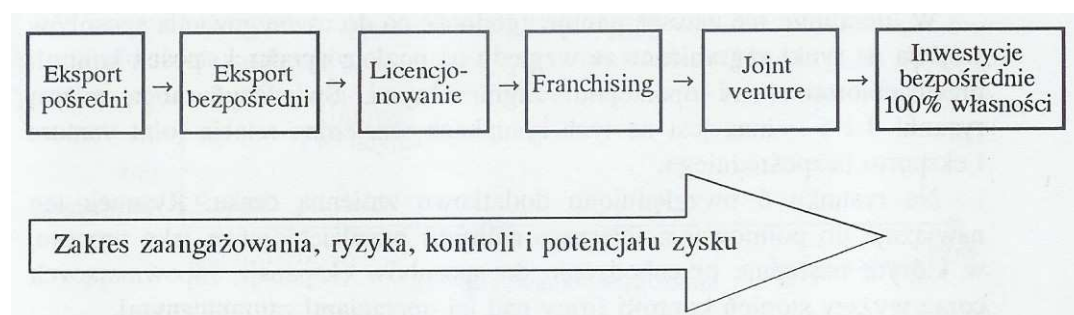 Eksport
pośredni
Eksport
bezpośredni
Licencjo-
nowanie
Franchising
Joint
venture
Inwestycje
bezpośrednie
100% własności
Zakres zaangażowania, ryzyka, kontroli i potencjału zysku